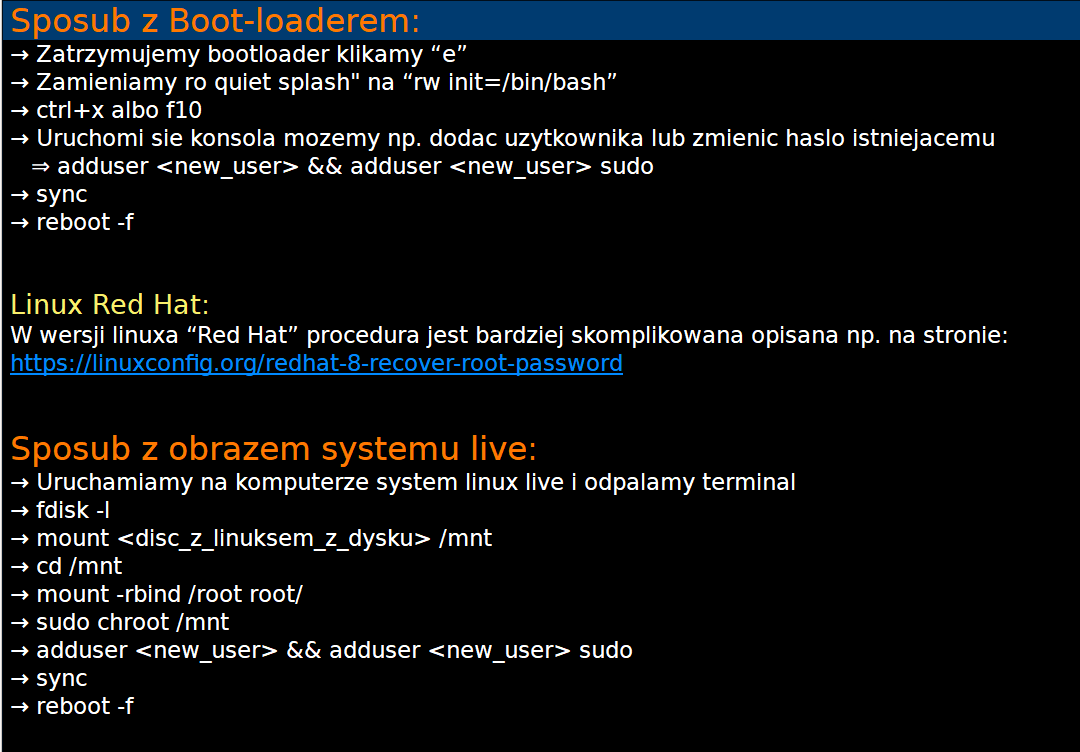 Sposub z Boot-loaderem:
→ Zatrzymujemy bootloader klikamy “e”
→ Zamieniamy ro quiet splash" na “rw init=/bin/bash”
→ ctrl+x albo f10
→ Uruchomi sie konsola mozemy np. dodac uzytkownika lub zmienic haslo istniejacemu
⇒ adduser <new_user> && adduser <new_user> sudo
→ sync
→ reboot -f
Linux Red Hat:
W wersji linuxa “Red Hat” procedura jest bardziej skomplikowana opisana np. na stronie:
https://linuxconfig.org/redhat-8-recover-root-password
Sposub z obrazem systemu live:
→ Uruchamiamy na komputerze system linux live i odpalamy terminal
→ fdisk -l
→ mount <disc_z_linuksem_z_dysku> /mnt
→ cd /mnt
→ mount -rbind /root root/
→ sudo chroot /mnt
→ adduser <new_user> && adduser <new_user> sudo
→ sync
→ reboot -f